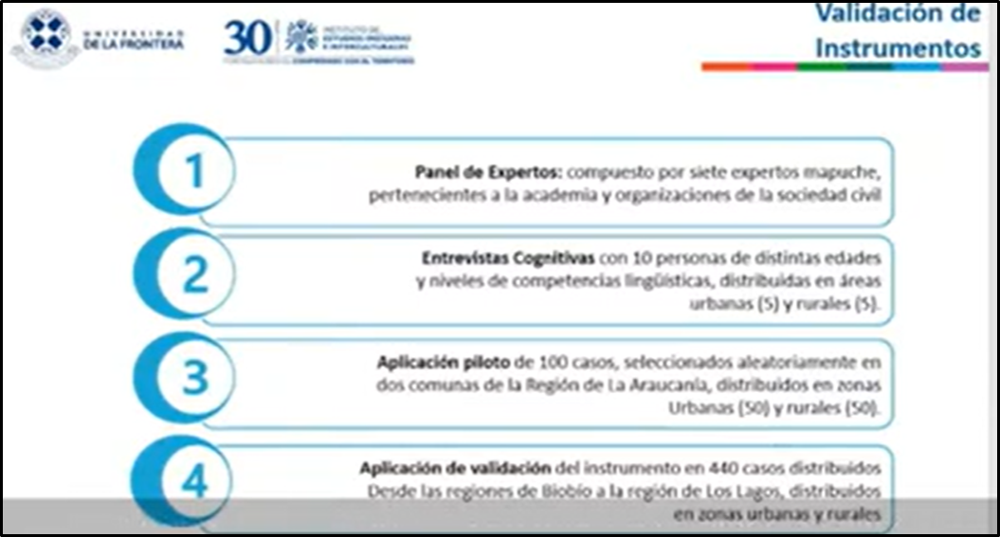 UNIVERSIDAD
DE LA FRONTERA
30
INSTITUTO DE
ESTUDIOS INDÍGENAS
E INTERCULTURALES
COMPROMISO CON EL TERRITORIO
Validación de
Instrumentos
1
Panel de Expertos: compuesto por siete expertos mapuche,
pertenecientes a la academia y organizaciones de la sociedad civil
2
Entrevistas Cognitivas con 10 personas de distintas edades
y niveles de competencias lingüísticas, distribuidas en áreas
urbanas (5) y rurales (5).
3
Aplicación piloto de 100 casos, seleccionados aleatoriamente en
dos comunas de la Región de La Araucanía, distribuidos en zonas
Urbanas (50) y rurales (50).
4
Aplicación de validación del instrumento en 440 casos distribuidos
Desde las regiones de Biobío a la región de Los Lagos, distribuidos
en zonas urbanas y rurales